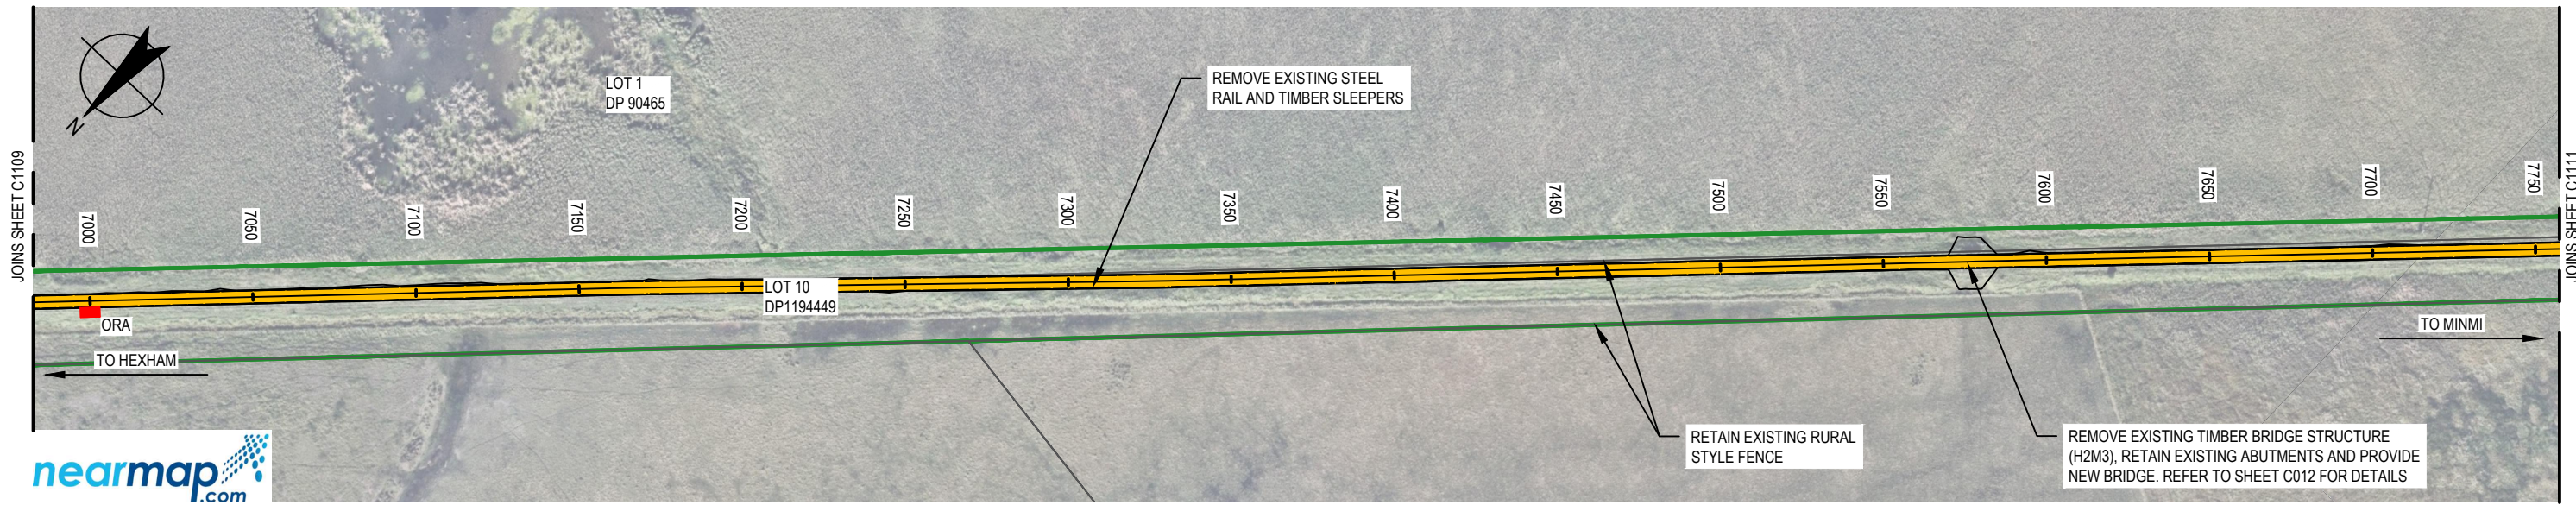 JOINS SHEET C1109
N
LOT 1
DP 90465
REMOVE EXISTING STEEL
RAIL AND TIMBER SLEEPERS
7000
7050
7100
7150
7200
7250
7300
7350
7400
7450
7500
7550
7600
7650
7700
7750
JOINS SHEET C1111
LOT 10
DP1194449
ORA
TO HEXHAM
TO MINMI
RETAIN EXISTING RURAL
STYLE FENCE
REMOVE EXISTING TIMBER BRIDGE STRUCTURE
(H2M3), RETAIN EXISTING ABUTMENTS AND PROVIDE
NEW BRIDGE. REFER TO SHEET C012 FOR DETAILS
nearmap
.com